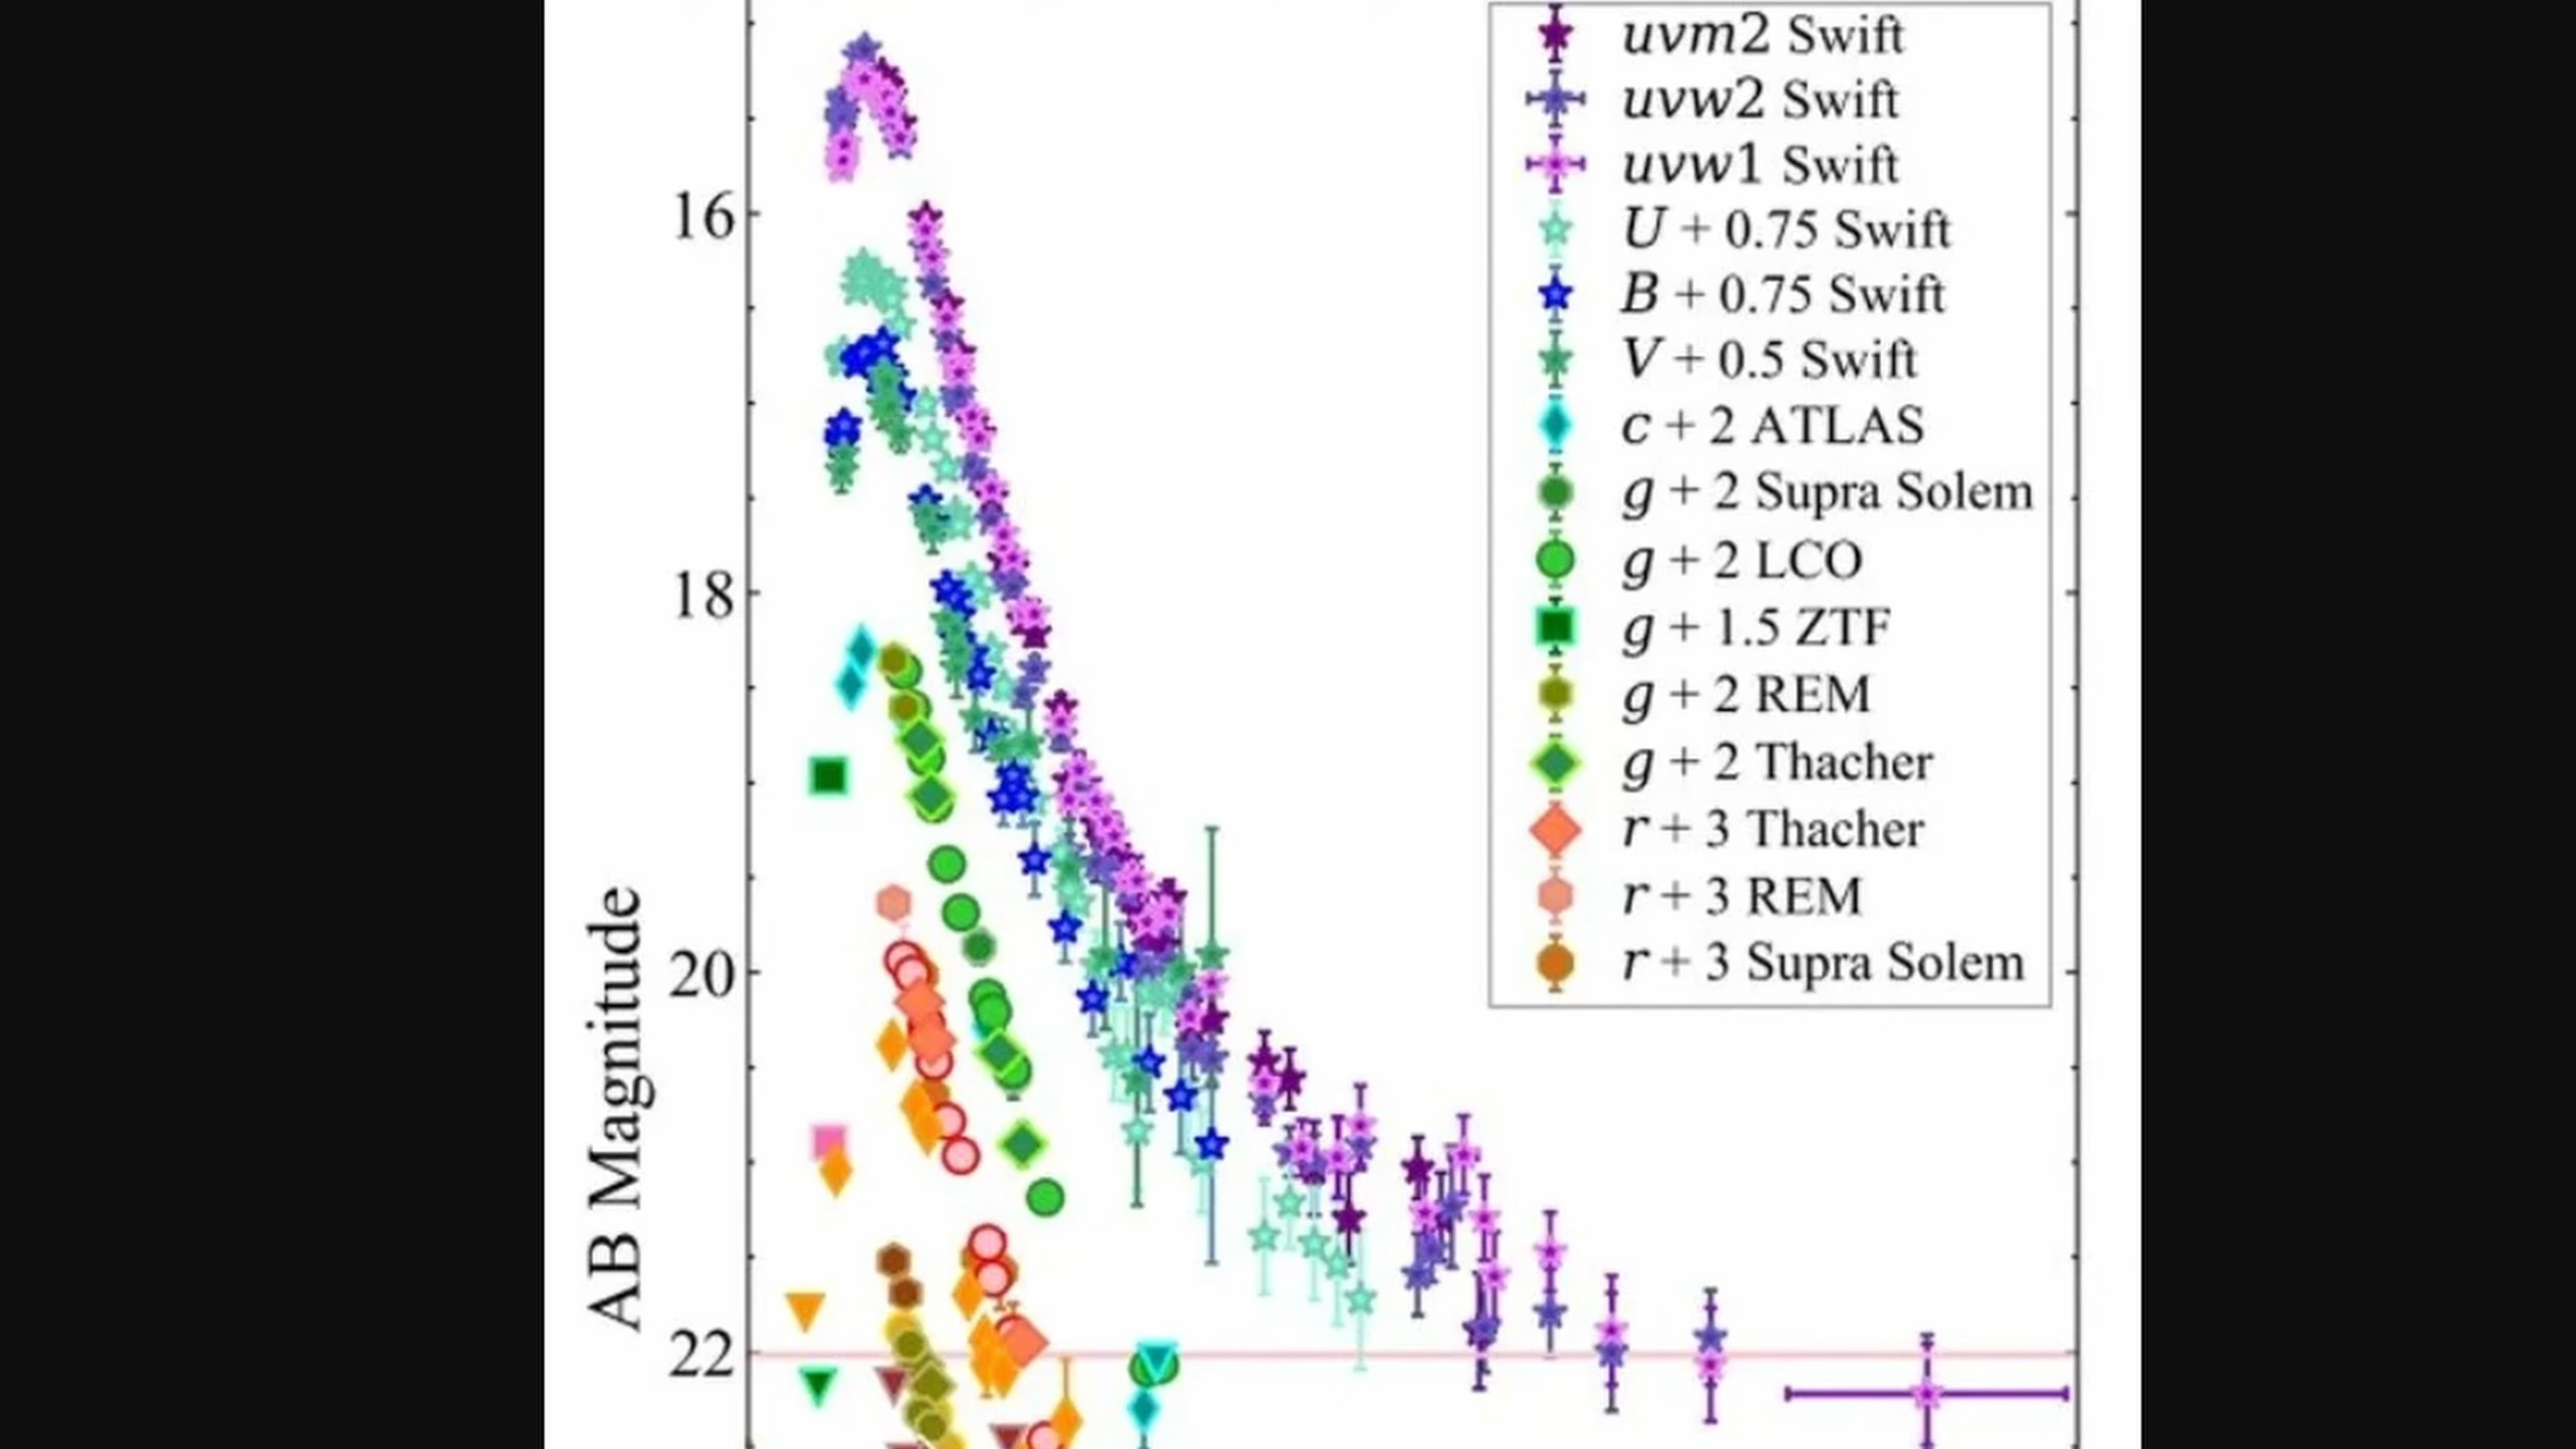 uvm2 Swift
uvw2 Swift
uvw1 Swift
U + 0.75 Swift
B + 0.75 Swift
V + 0.5 Swift
c + 2 ATLAS
g + 2 Supra Solem
g + 2 LCO
g + 1.5 ZTF
g + 2 REM
g + 2 Thacher
r + 3 Thacher
r + 3 REM
r + 3 Supra Solem
16
18
20
22
AB Magnitude